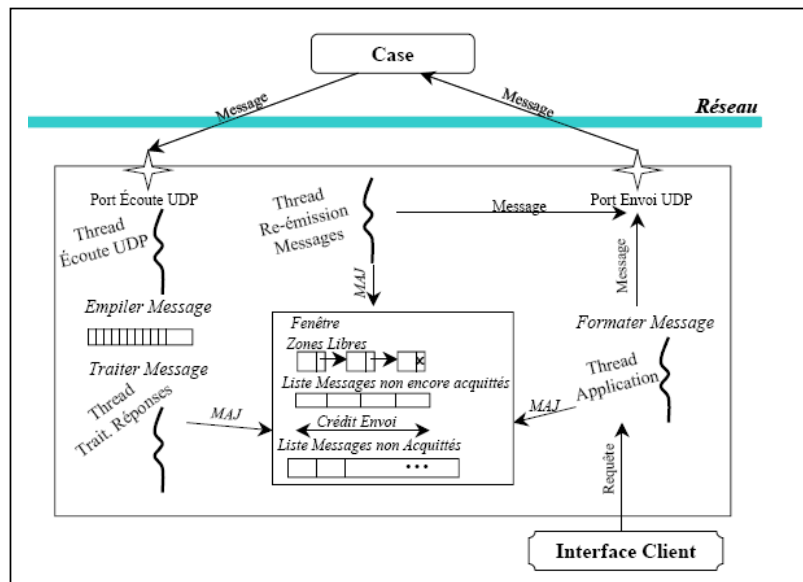 Case
Message
Message
Réseau
Port Écoute UDP
Port Envoi UDP
Thread
Écoute UDP
Thread
Re-émission
Messages
Message
Message
MAJ
Empiler Message
Formater Message
Fenêtre
Zones Libres
Traiter Message
Thread
Trait. Réponses
Liste Messages non encore acquittés
Thread
Application
MAJ
MAJ
Crédit Envoi
Liste Messages non Acquittés
Requête
Interface Client